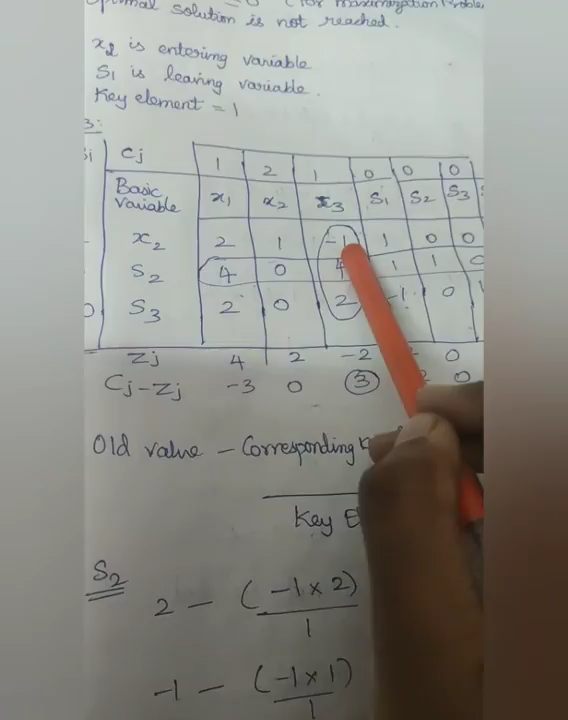 solution is not reached.
x₂ is entering variable
S₁ is leaving variable.
Key element = 1
3:
Cj 1 2 1 0 0 0
Basic Variable x₁ x₂ x₃ S₁ S₂ S₃
x₂ 2 1 -1 1 0 0
S₂ 4 0 4 1 1 0
S₃ 2 0 2 -1 0
Zj 4 2 -2 0
Cj-Zj -3 0 3 2 0
Old value - Corresponding
Key
S₂
2 - (-1 x 2)
1
-1 - (-1 x 1)
1